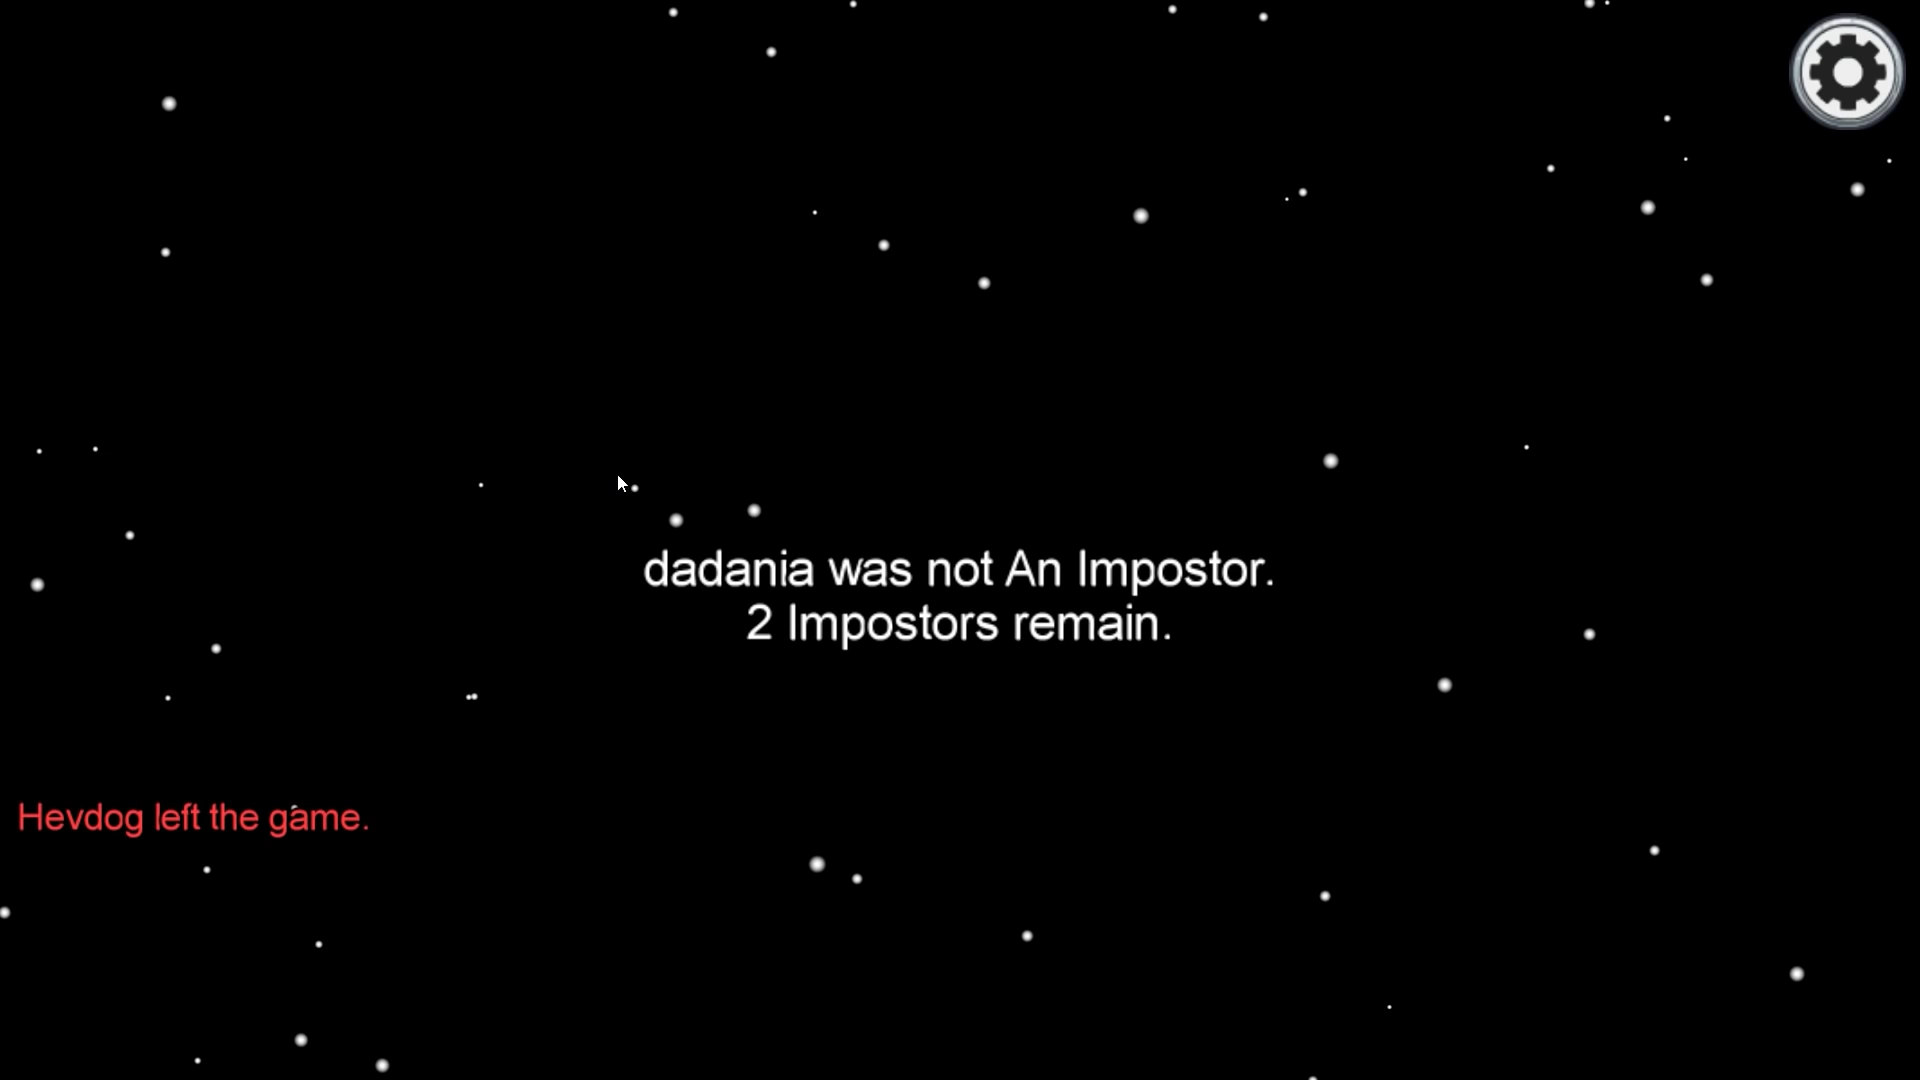 dadania was not An Impostor.
2 Impostors remain.
Hevdog left the game.